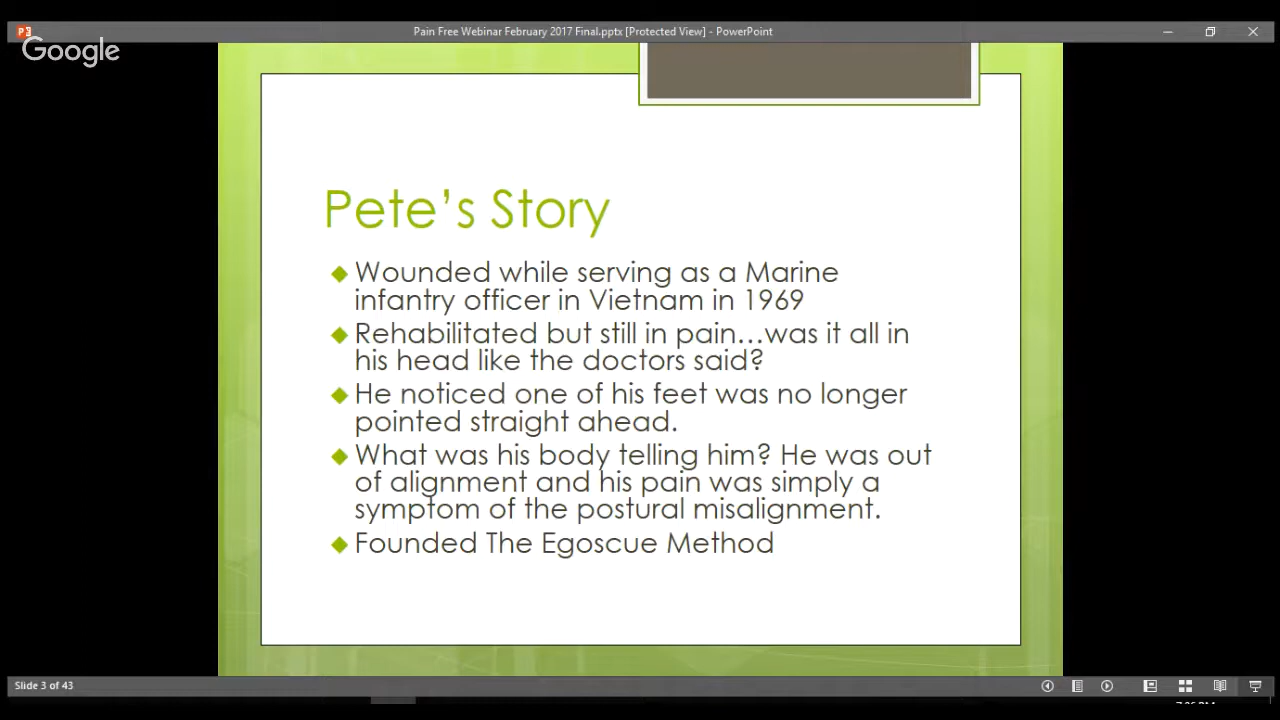 Pain Free Webinar February 2017 Final.pptx [Protected View] - PowerPoint
Google
Pete's Story
Wounded while serving as a Marine
infantry officer in Vietnam in 1969
Rehabilitated but still in pain...was it all in
his head like the doctors said?
He noticed one of his feet was no longer
pointed straight ahead.
What was his body telling him? He was out
of alignment and his pain was simply a
symptom of the postural misalignment.
Founded The Egoscue Method
Slide 3 of 43